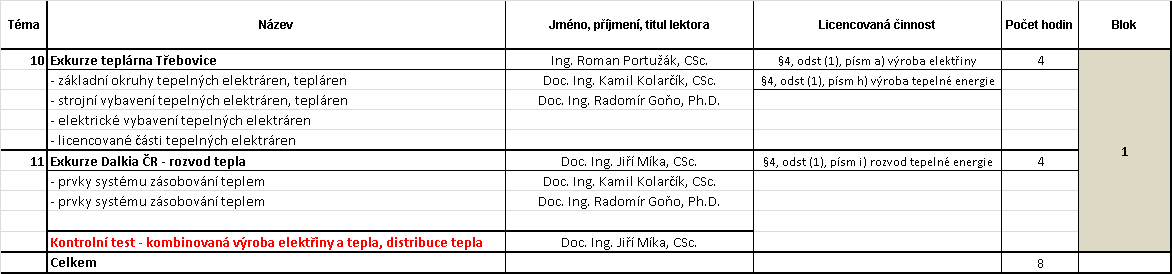 Téma Název Jméno, příjmení, titul lektora Licencovaná činnost Počet hodin Blok
10 Exkurze teplárna Třebovice Ing. Roman Portužák, CSc. §4, odst (1), písm a) výroba elektřiny 4
- základní okruhy tepelných elektráren, tepláren Doc. Ing. Kamil Kolarčík, CSc. §4, odst (1), písm h) výroba tepelné energie
- strojní vybavení tepelných elektráren, tepláren Doc. Ing. Radomír Goňo, Ph.D.
- elektrické vybavení tepelných elektráren
- licencované části tepelných elektráren
1
11 Exkurze Dalkia ČR - rozvod tepla Doc. Ing. Jiří Míka, CSc. §4, odst (1), písm i) rozvod tepelné energie 4
- prvky systému zásobování teplem Doc. Ing. Kamil Kolarčík, CSc.
- prvky systému zásobování teplem Doc. Ing. Radomír Goňo, Ph.D.
Kontrolní test - kombinovaná výroba elektřiny a tepla, distribuce tepla Doc. Ing. Jiří Míka, CSc.
Celkem 8